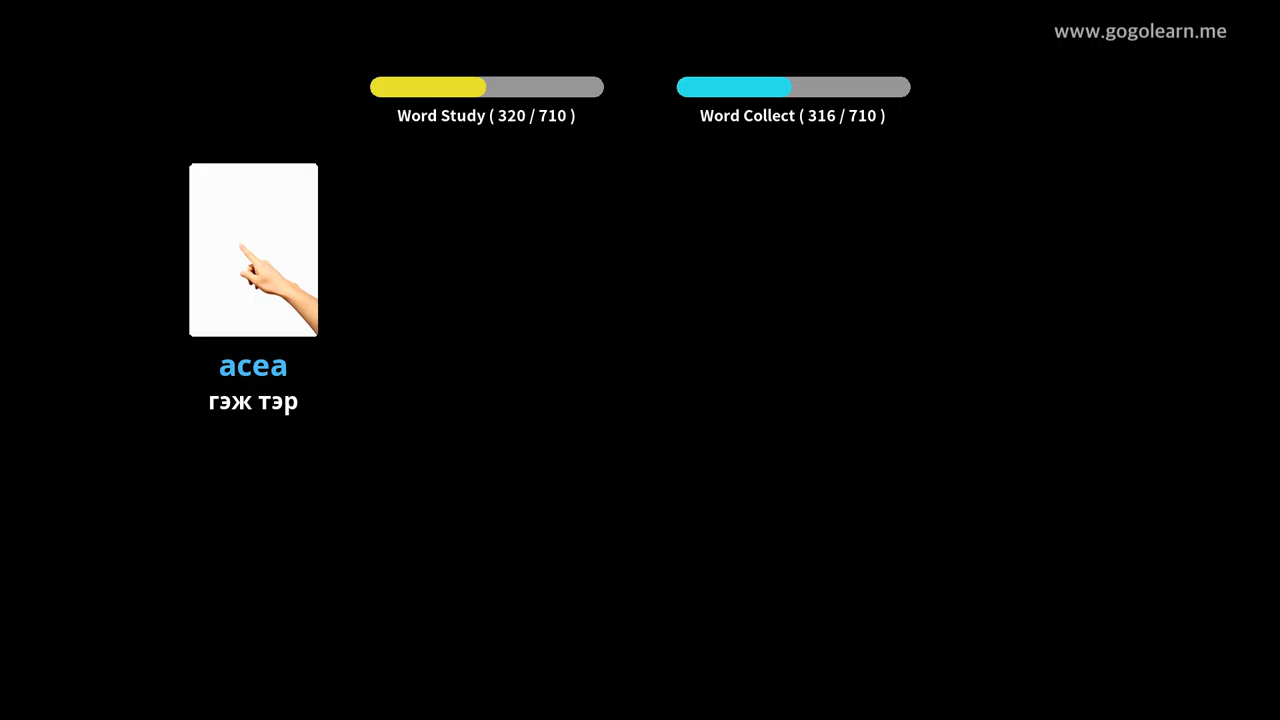 www.gogolearn.me
Word Study ( 320 / 710 )
Word Collect ( 316 / 710 )
acea
гэж тэр